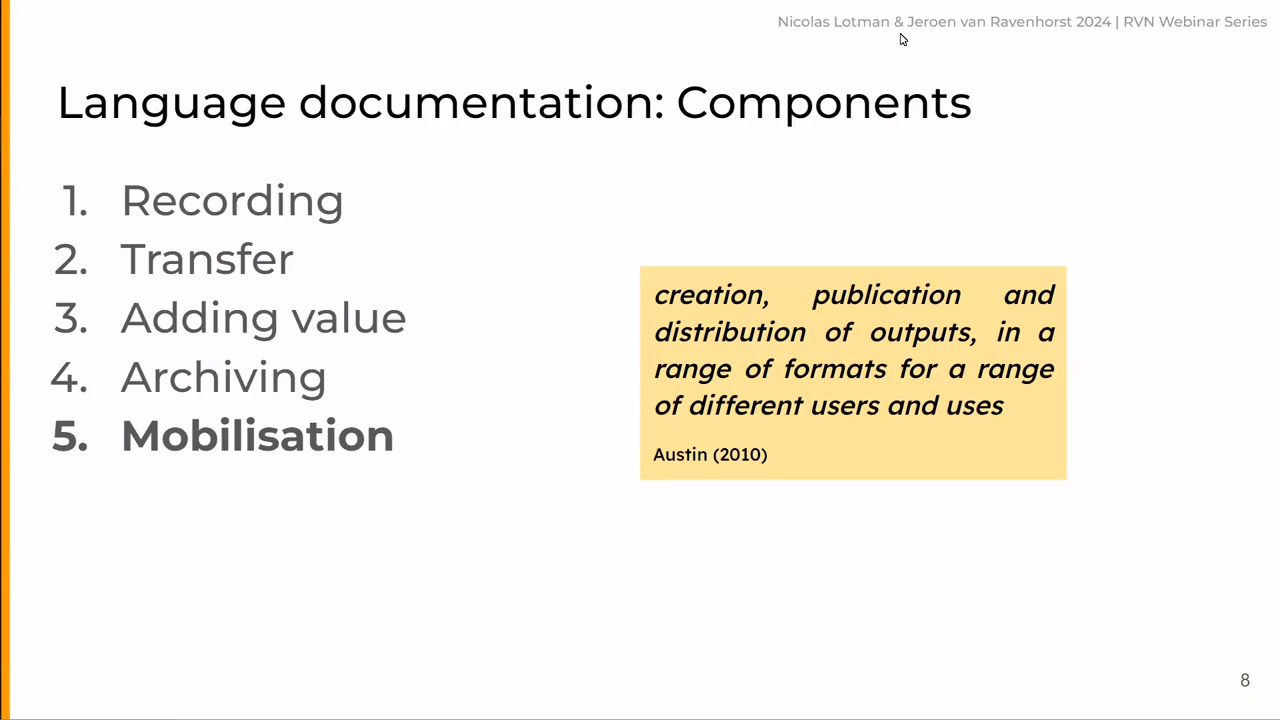 Nicolas Lotman & Jeroen van Ravenhorst 2024 | RVN Webinar Series
Language documentation: Components
1. Recording
2. Transfer
3. Adding value
4. Archiving
5. Mobilisation
creation, publication and
distribution of outputs, in a
range of formats for a range
of different users and uses
Austin (2010)
8